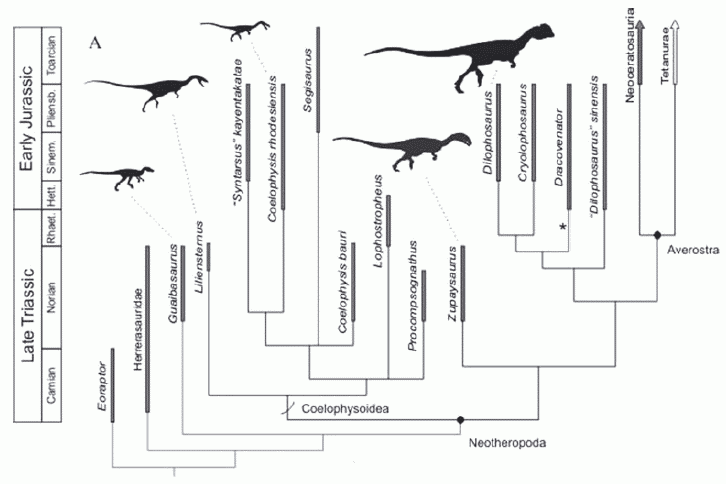 A
Early Jurassic
Late Triassic
Toarcian
Pliensb.
Sinem.
Hett.
Rhaet.
Norian
Carnian
Eoraptor
Herrerasauridae
Guaibasaurus
Liliensternus
"Syntarsus" kayentakatae
Coelophysis rhodesiensis
Segisaurus
Coelophysis bauri
Lophostropheus
Procompsognathus
Zupaysaurus
Dilophosaurus
Cryolophosaurus
Dracovenator
*
"Dilophosaurus" sinensis
Neoceratosauria
Tetanurae
Averostra
Coelophysoidea
Neotheropoda